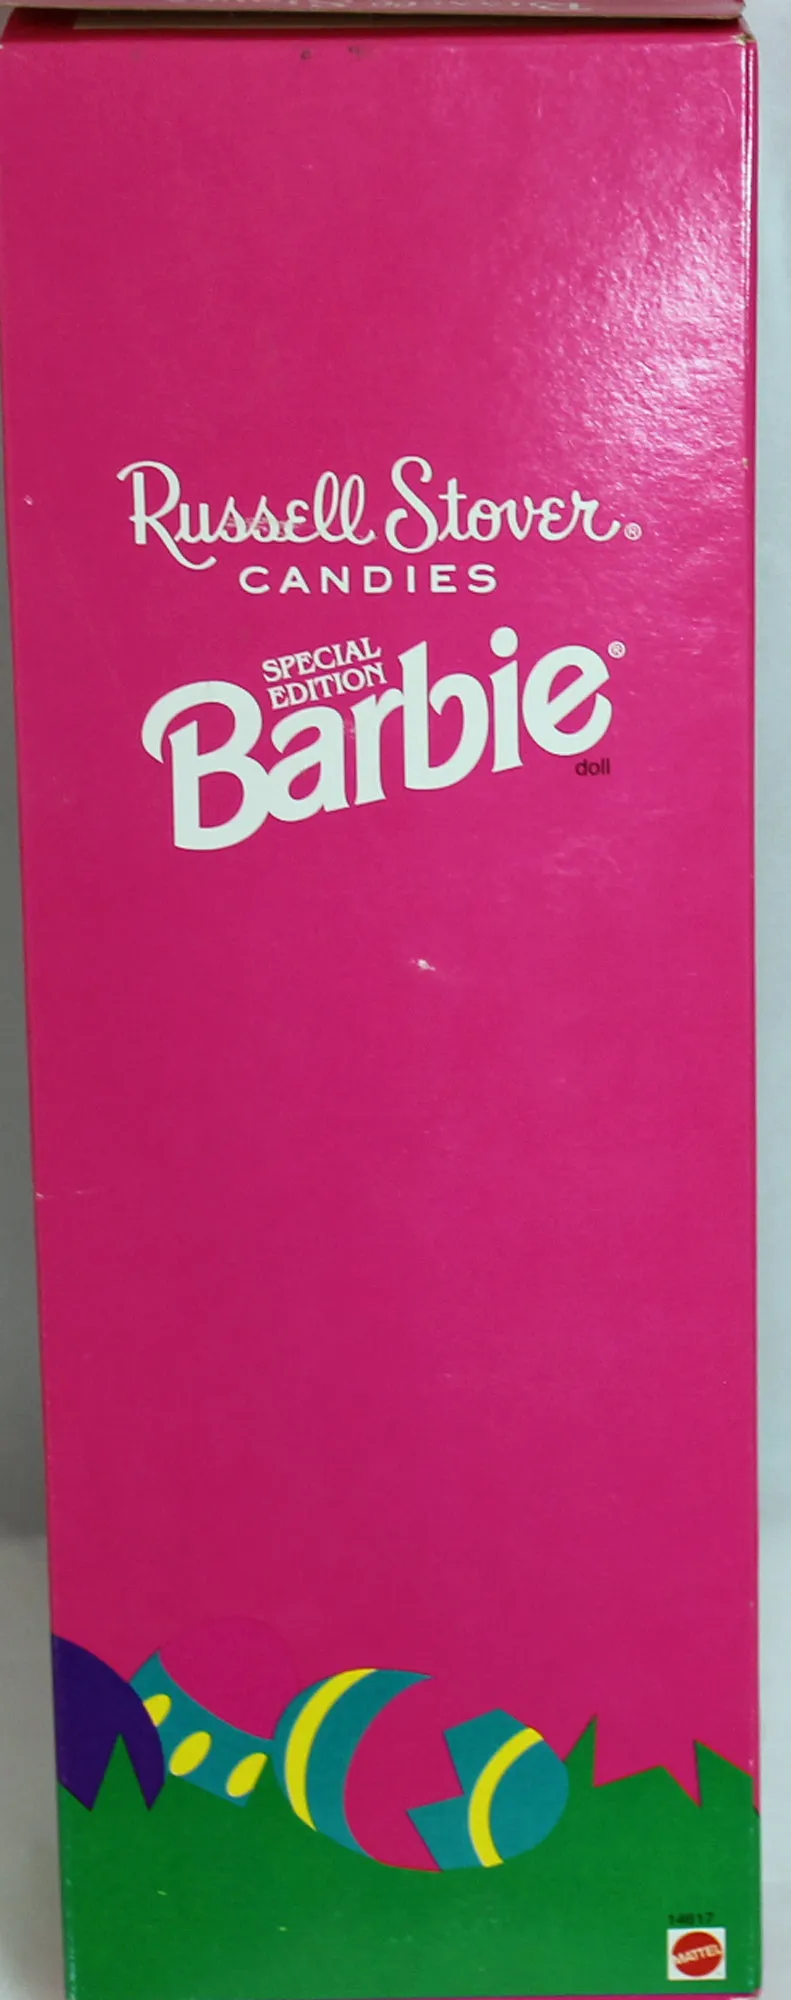 Russell Stover®
CANDIES
SPECIAL
EDITION
Barbie®
doll
14617
MATTEL